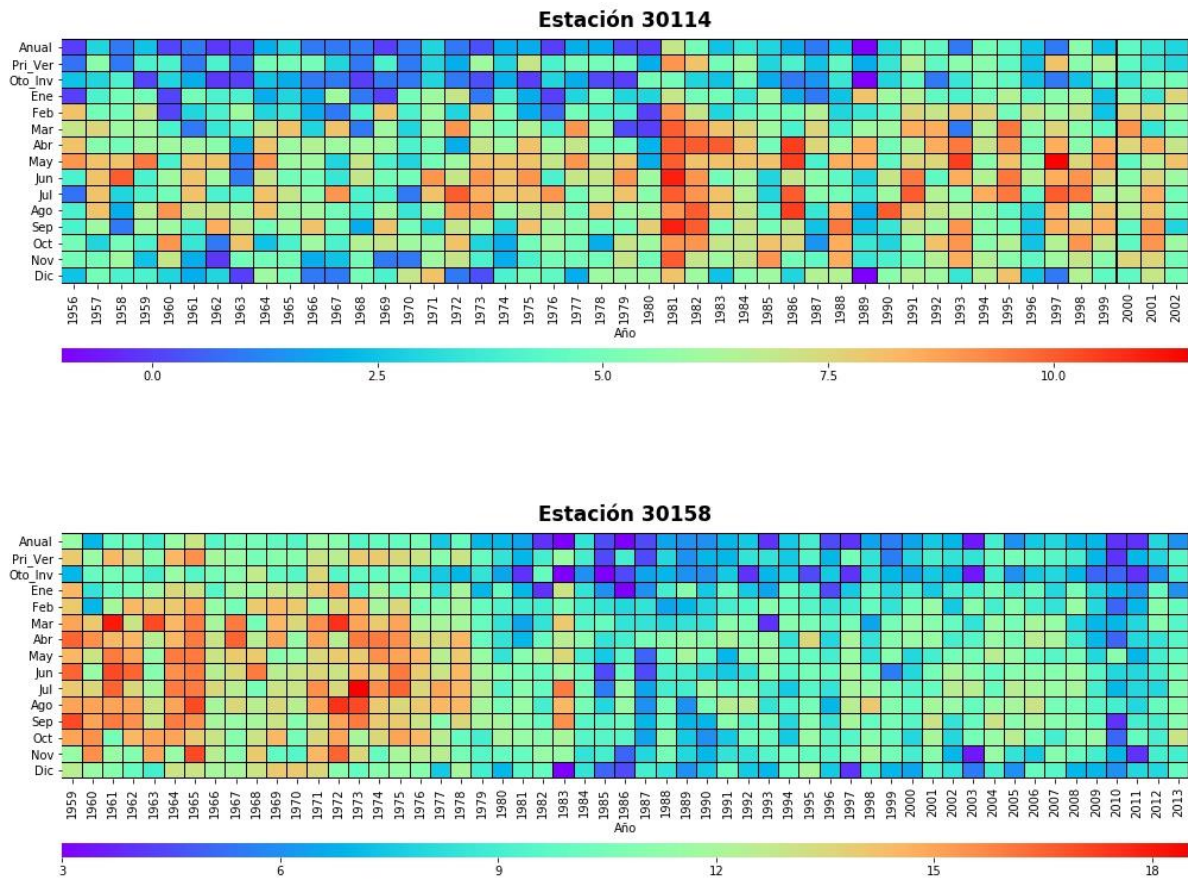 Estación 30114
Anual
Pri_Ver
Oto_Inv
Ene
Feb
Mar
Abr
May
Jun
Jul
Ago
Sep
Oct
Nov
Dic
1956 1957 1958 1959 1960 1961 1962 1963 1964 1965 1966 1967 1968 1969 1970 1971 1972 1973 1974 1975 1976 1977 1978 1979 1980 1981 1982 1983 1984 1985 1986 1987 1988 1989 1990 1991 1992 1993 1994 1995 1996 1997 1998 1999 2000 2001 2002
Año
0.0 2.5 5.0 7.5 10.0
Estación 30158
Anual
Pri_Ver
Oto_Inv
Ene
Feb
Mar
Abr
May
Jun
Jul
Ago
Sep
Oct
Nov
Dic
1959 1960 1961 1962 1963 1964 1965 1966 1967 1968 1969 1970 1971 1972 1973 1974 1975 1976 1977 1978 1979 1980 1981 1982 1983 1984 1985 1986 1987 1988 1989 1990 1991 1992 1993 1994 1995 1996 1997 1998 1999 2000 2001 2002 2003 2004 2005 2006 2007 2008 2009 2010 2011 2012 2013
Año
3 6 9 12 15 18